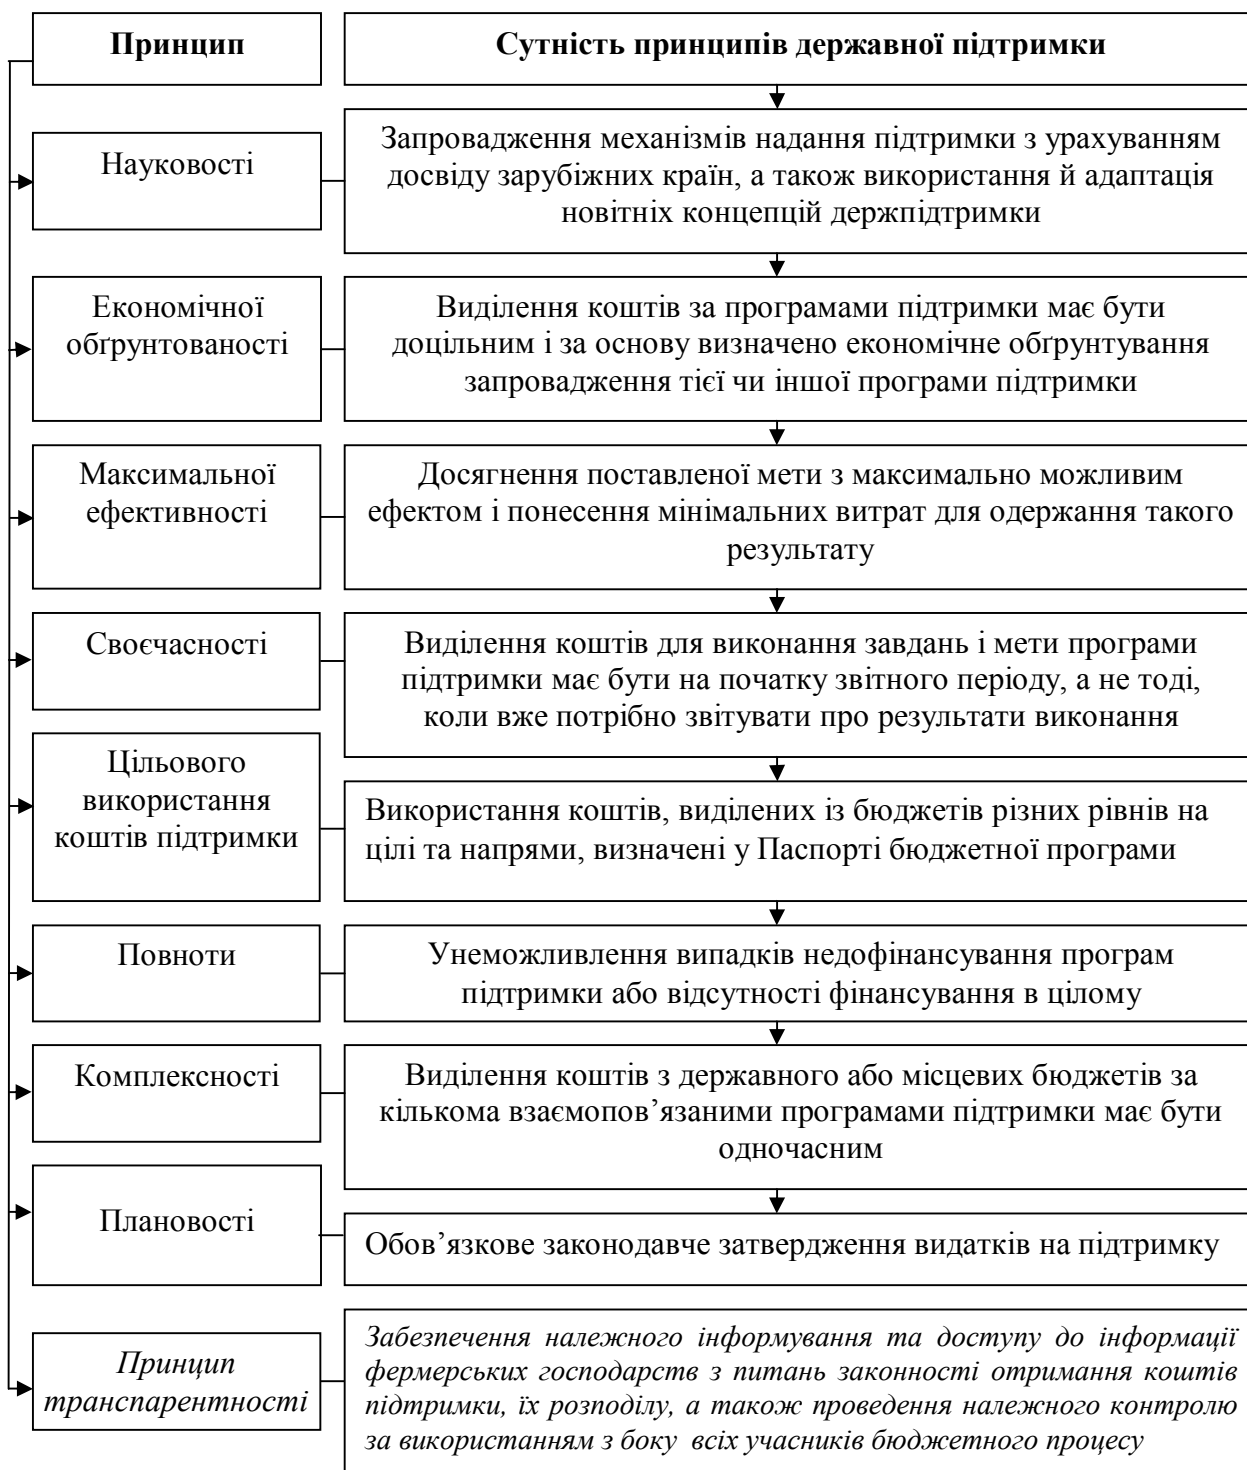 Принцип
Сутність принципів державної підтримки
Науковості
Запровадження механізмів надання підтримки з урахуванням
досвіду зарубіжних країн, а також використання й адаптація
новітніх концепцій держпідтримки
Економічної
обґрунтованості
Виділення коштів за програмами підтримки має бути
доцільним і за основу визначено економічне обґрунтування
запровадження тієї чи іншої програми підтримки
Максимальної
ефективності
Досягнення поставленої мети з максимально можливим
ефектом і понесення мінімальних витрат для одержання такого
результату
Своєчасності
Виділення коштів для виконання завдань і мети програми
підтримки має бути на початку звітного періоду, а не тоді,
коли вже потрібно звітувати про результати виконання
Цільового
використання
коштів підтримки
Використання коштів, виділених із бюджетів різних рівнів на
цілі та напрями, визначені у Паспорті бюджетної програми
Повноти
Унеможливлення випадків недофінансування програм
підтримки або відсутності фінансування в цілому
Комплексності
Виділення коштів з державного або місцевих бюджетів за
кількома взаємопов’язаними програмами підтримки має бути
одночасним
Плановості
Обов’язкове законодавче затвердження видатків на підтримку
Принцип
транспарентності
Забезпечення належного інформування та доступу до інформації
фермерських господарств з питань законності отримання коштів
підтримки, їх розподілу, а також проведення належного контролю
за використанням з боку всіх учасників бюджетного процесу